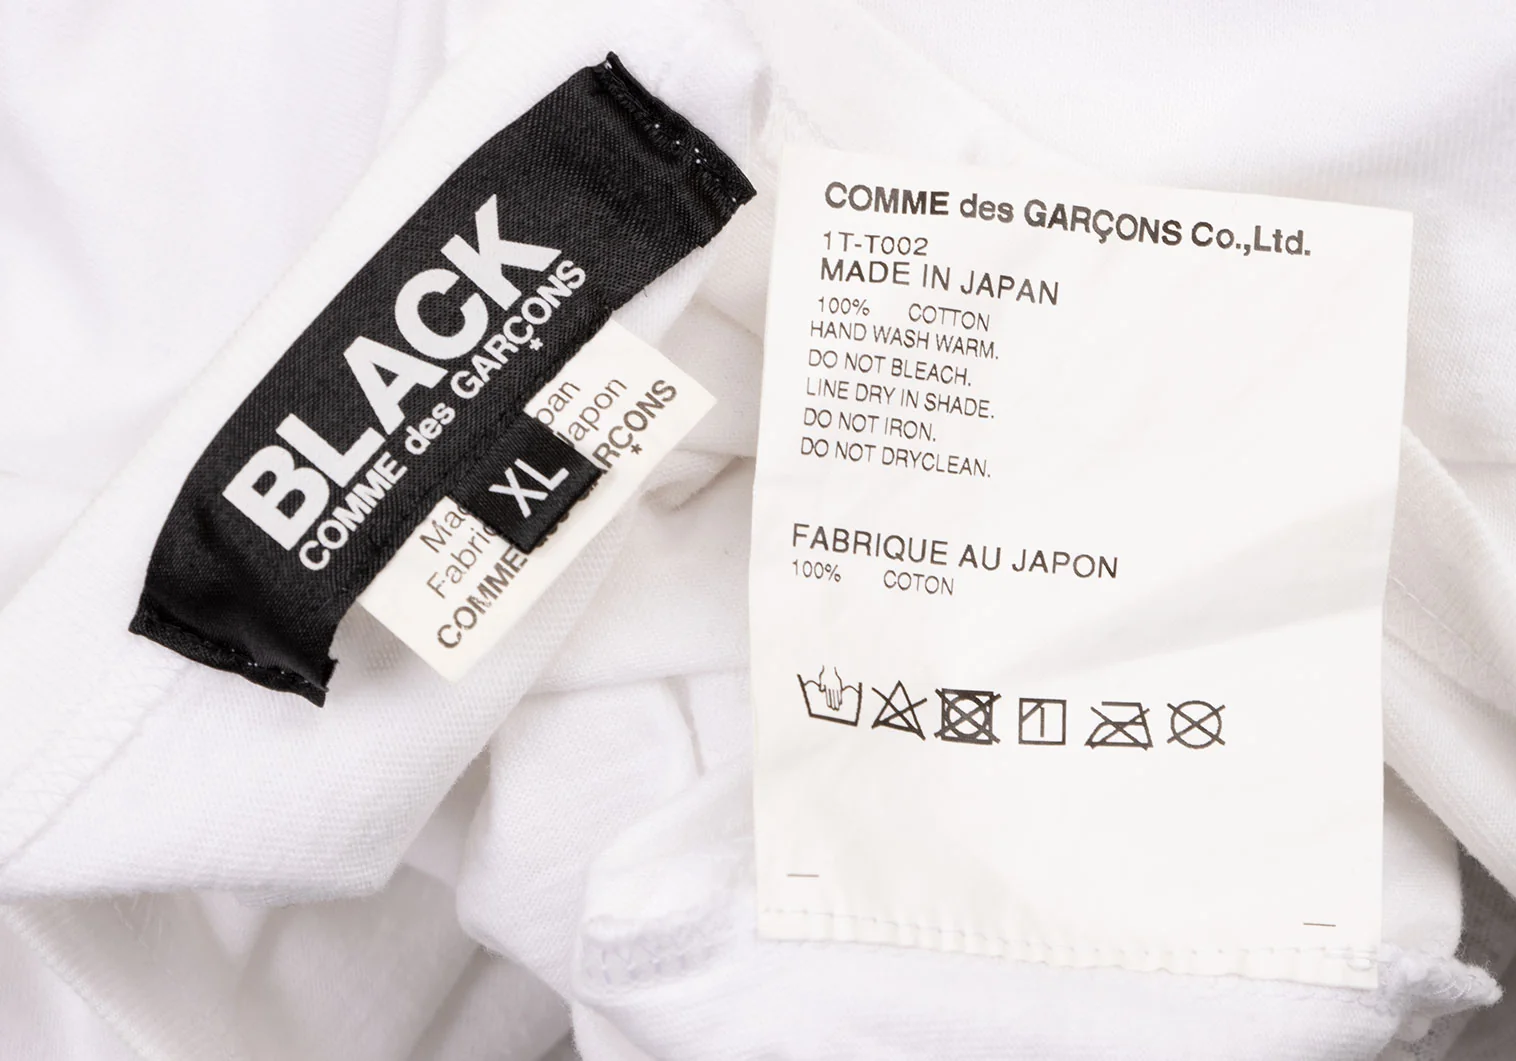 BLACK
COMME des GARÇONS
*
XL
Japon
COMME
COMME des GARÇONS Co.,Ltd.
1T-T002
MADE IN JAPAN
100% COTTON
HAND WASH WARM.
DO NOT BLEACH.
LINE DRY IN SHADE.
DO NOT IRON.
DO NOT DRYCLEAN.
FABRIQUE AU JAPON
100% COTON